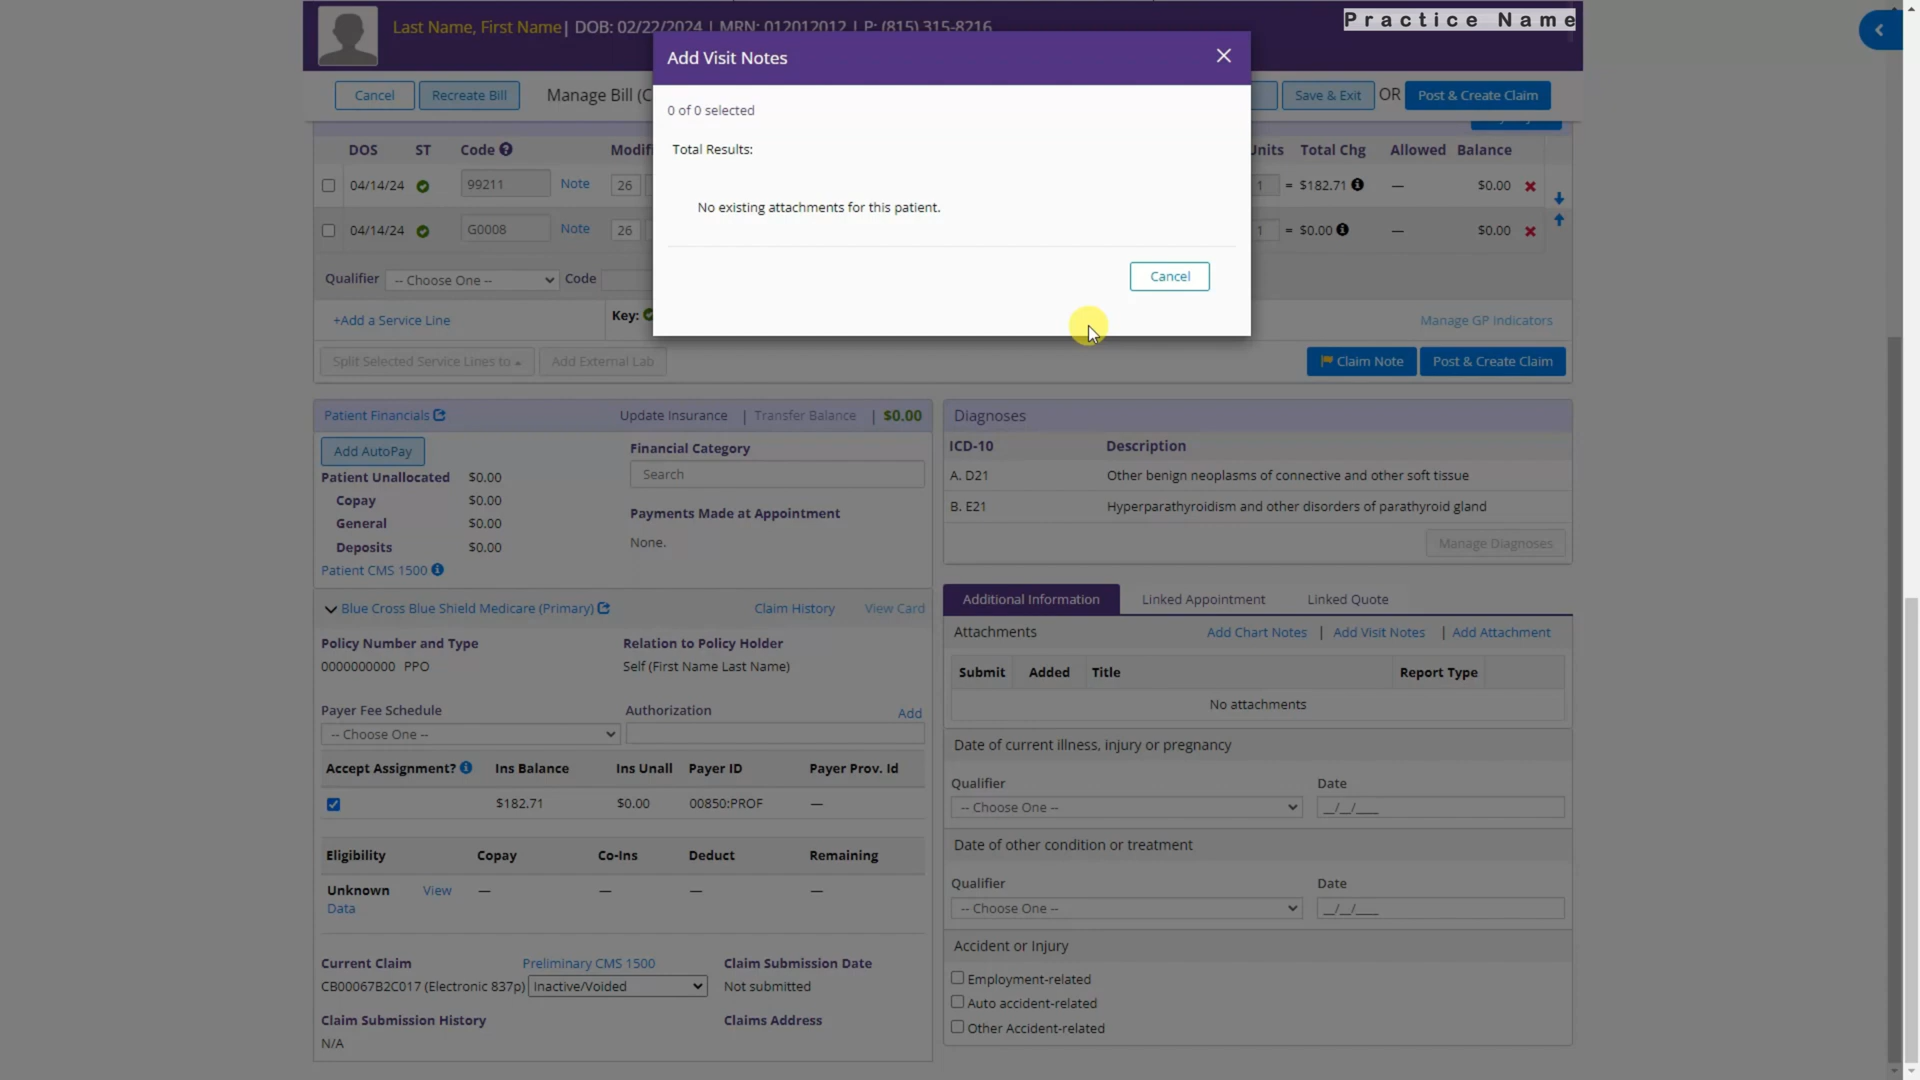 Last Name, First Name| DOB: 02/22/2024 | MRN: 012012012 | P: (815) 315-8216
Practice Name
Add Visit Notes
Cancel Recreate Bill Manage Bill (C Save & Exit OR Post & Create Claim
0 of 0 selected
Total Results:
No existing attachments for this patient.
Cancel
DOS ST Code Modifi Units Total Chg Allowed Balance
04/14/24 99211 Note 26 1 = $182.71 — $0.00
04/14/24 G0008 Note 26 1 = $0.00 — $0.00
Qualifier -- Choose One -- Code
+Add a Service Line Key: Manage GP Indicators
Split Selected Service Lines to Add External Lab Claim Note Post & Create Claim
Patient Financials Update Insurance | Transfer Balance | $0.00
Add AutoPay
Patient Unallocated $0.00
Copay $0.00
General $0.00
Deposits $0.00
Patient CMS 1500
Financial Category
Search
Payments Made at Appointment
None.
Blue Cross Blue Shield Medicare (Primary) Claim History View Card
Policy Number and Type Relation to Policy Holder
0000000000 PPO Self (First Name Last Name)
Payer Fee Schedule Authorization Add
-- Choose One --
Accept Assignment? Ins Balance Ins Unall Payer ID Payer Prov. Id
$182.71 $0.00 00850:PROF —
Eligibility Copay Co-Ins Deduct Remaining
Unknown View — — — —
Data
Current Claim Preliminary CMS 1500 Claim Submission Date
CB00067B2C017 (Electronic 837p) Inactive/Voided Not submitted
Claim Submission History Claims Address
N/A
Diagnoses
ICD-10 Description
A. D21 Other benign neoplasms of connective and other soft tissue
B. E21 Hyperparathyroidism and other disorders of parathyroid gland
Manage Diagnoses
Additional Information Linked Appointment Linked Quote
Attachments Add Chart Notes | Add Visit Notes | Add Attachment
Submit Added Title Report Type
No attachments
Date of current illness, injury or pregnancy
Qualifier Date
-- Choose One -- __/__/____
Date of other condition or treatment
Qualifier Date
-- Choose One -- __/__/____
Accident or Injury
Employment-related
Auto accident-related
Other Accident-related